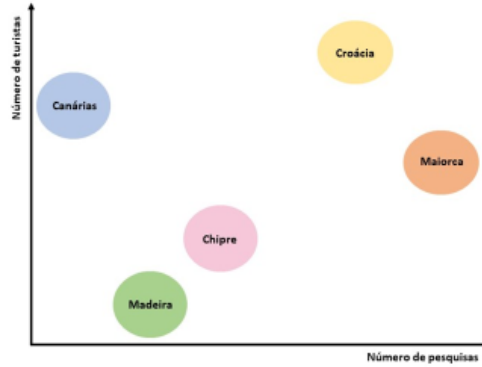 Número de turistas
Croácia
Canárias
Maiorca
Chipre
Madeira
Número de pesquisas